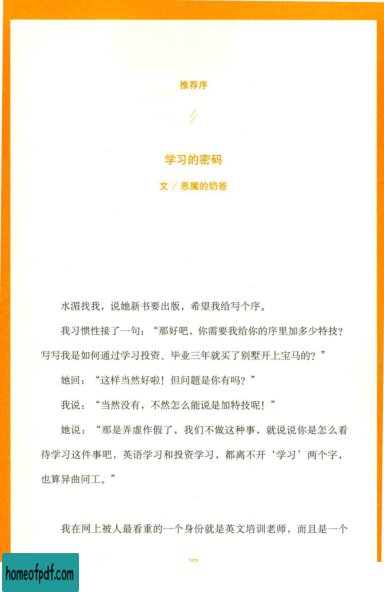 推荐序
学习的密码
文 / 恶魔的奶爸
水湄找我，说她新书要出版，希望我给写个序。
我习惯性接了一句：“那好吧，你需要我给你的序里加多少特技？
写写我是如何通过学习投资、毕业三年就买了别墅开上宝马的？”
她回：“这样当然好啦！但问题是你有吗？”
我说：“当然没有，不然怎么能说是加特技呢！”
她说：“那是弄虚作假了，我们不做这种事，就说说你是怎么看
待学习这件事吧，英语学习和投资学习，都离不开‘学习’两个字，
也算异曲同工。”
我在网上被人最看重的一个身份就是英文培训老师，而且是一个
homeofpdf.com